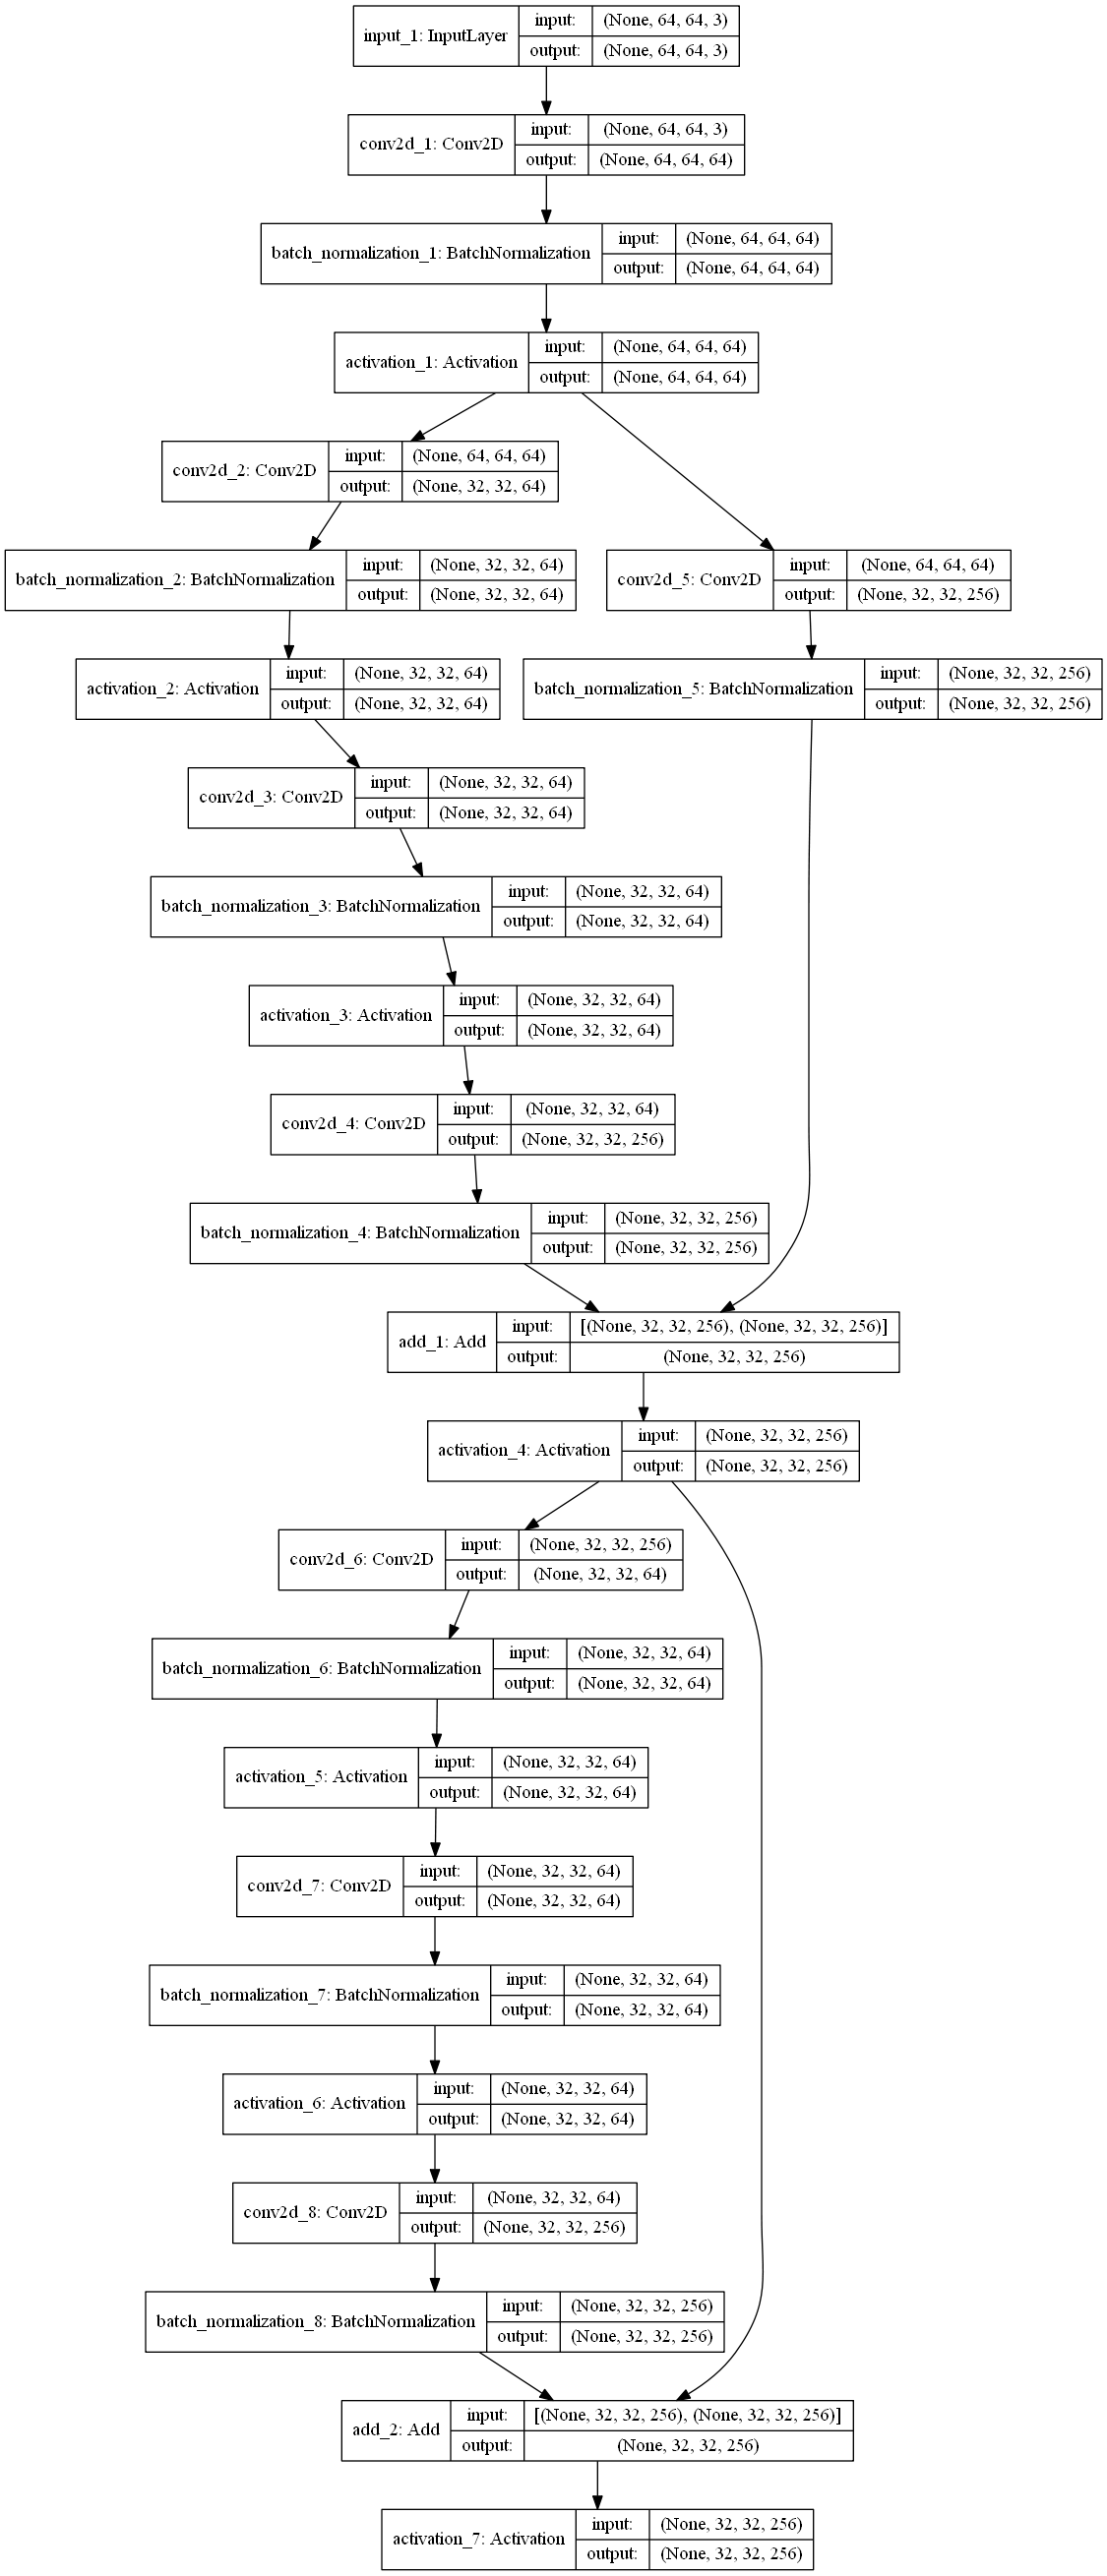 input_1: InputLayer
input: (None, 64, 64, 3)
output: (None, 64, 64, 3)
conv2d_1: Conv2D
input: (None, 64, 64, 3)
output: (None, 64, 64, 64)
batch_normalization_1: BatchNormalization
input: (None, 64, 64, 64)
output: (None, 64, 64, 64)
activation_1: Activation
input: (None, 64, 64, 64)
output: (None, 64, 64, 64)
conv2d_2: Conv2D
input: (None, 64, 64, 64)
output: (None, 32, 32, 64)
batch_normalization_2: BatchNormalization
input: (None, 32, 32, 64)
output: (None, 32, 32, 64)
conv2d_5: Conv2D
input: (None, 64, 64, 64)
output: (None, 32, 32, 256)
activation_2: Activation
input: (None, 32, 32, 64)
output: (None, 32, 32, 64)
batch_normalization_5: BatchNormalization
input: (None, 32, 32, 256)
output: (None, 32, 32, 256)
conv2d_3: Conv2D
input: (None, 32, 32, 64)
output: (None, 32, 32, 64)
batch_normalization_3: BatchNormalization
input: (None, 32, 32, 64)
output: (None, 32, 32, 64)
activation_3: Activation
input: (None, 32, 32, 64)
output: (None, 32, 32, 64)
conv2d_4: Conv2D
input: (None, 32, 32, 64)
output: (None, 32, 32, 256)
batch_normalization_4: BatchNormalization
input: (None, 32, 32, 256)
output: (None, 32, 32, 256)
add_1: Add
input: [(None, 32, 32, 256), (None, 32, 32, 256)]
output: (None, 32, 32, 256)
activation_4: Activation
input: (None, 32, 32, 256)
output: (None, 32, 32, 256)
conv2d_6: Conv2D
input: (None, 32, 32, 256)
output: (None, 32, 32, 64)
batch_normalization_6: BatchNormalization
input: (None, 32, 32, 64)
output: (None, 32, 32, 64)
activation_5: Activation
input: (None, 32, 32, 64)
output: (None, 32, 32, 64)
conv2d_7: Conv2D
input: (None, 32, 32, 64)
output: (None, 32, 32, 64)
batch_normalization_7: BatchNormalization
input: (None, 32, 32, 64)
output: (None, 32, 32, 64)
activation_6: Activation
input: (None, 32, 32, 64)
output: (None, 32, 32, 64)
conv2d_8: Conv2D
input: (None, 32, 32, 64)
output: (None, 32, 32, 256)
batch_normalization_8: BatchNormalization
input: (None, 32, 32, 256)
output: (None, 32, 32, 256)
add_2: Add
input: [(None, 32, 32, 256), (None, 32, 32, 256)]
output: (None, 32, 32, 256)
activation_7: Activation
input: (None, 32, 32, 256)
output: (None, 32, 32, 256)